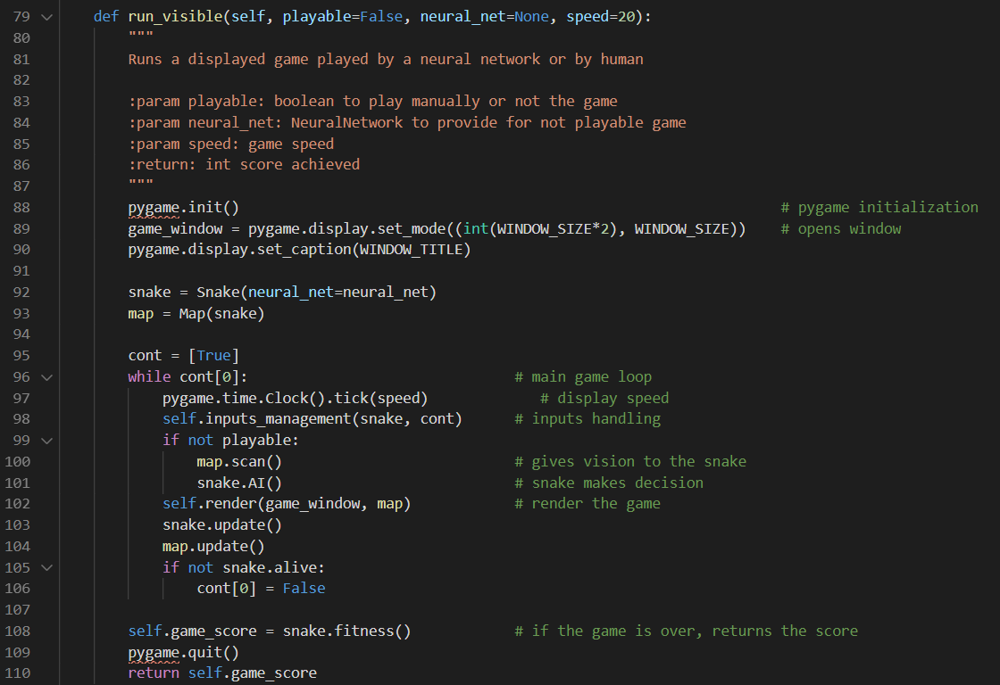 79 def run_visible(self, playable=False, neural_net=None, speed=20):
80 """
81 Runs a displayed game played by a neural network or by human
82
83 :param playable: boolean to play manually or not the game
84 :param neural_net: NeuralNetwork to provide for not playable game
85 :param speed: game speed
86 :return: int score achieved
87 """
88 pygame.init() # pygame initialization
89 game_window = pygame.display.set_mode((int(WINDOW_SIZE*2), WINDOW_SIZE)) # opens window
90 pygame.display.set_caption(WINDOW_TITLE)
91
92 snake = Snake(neural_net=neural_net)
93 map = Map(snake)
94
95 cont = [True]
96 while cont[0]: # main game loop
97 pygame.time.Clock().tick(speed) # display speed
98 self.inputs_management(snake, cont) # inputs handling
99 if not playable:
100 map.scan() # gives vision to the snake
101 snake.AI() # snake makes decision
102 self.render(game_window, map) # render the game
103 snake.update()
104 map.update()
105 if not snake.alive:
106 cont[0] = False
107
108 self.game_score = snake.fitness() # if the game is over, returns the score
109 pygame.quit()
110 return self.game_score